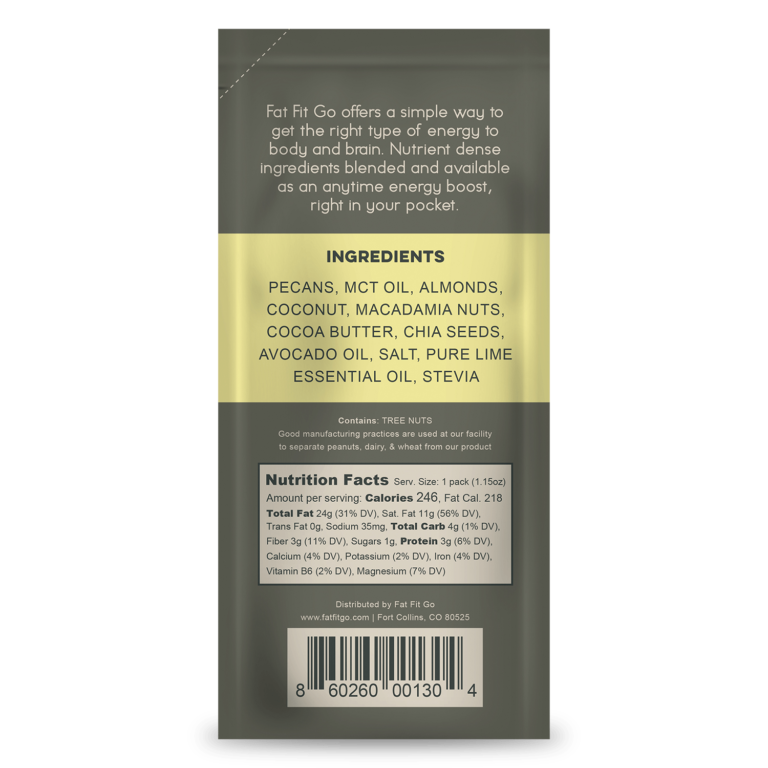 Fat Fit Go offers a simple way to
get the right type of energy to
body and brain. Nutrient dense
ingredients blended and available
as an anytime energy boost,
right in your pocket.
INGREDIENTS
PECANS, MCT OIL, ALMONDS,
COCONUT, MACADAMIA NUTS,
COCOA BUTTER, CHIA SEEDS,
AVOCADO OIL, SALT, PURE LIME
ESSENTIAL OIL, STEVIA
Contains: TREE NUTS
Good manufacturing practices are used at our facility
to separate peanuts, dairy, & wheat from our product
Nutrition Facts Serv. Size: 1 pack (1.15oz)
Amount per serving: Calories 246, Fat Cal. 218
Total Fat 24g (31% DV), Sat. Fat 11g (56% DV),
Trans Fat 0g, Sodium 35mg, Total Carb 4g (1% DV),
Fiber 3g (11% DV), Sugars 1g, Protein 3g (6% DV),
Calcium (4% DV), Potassium (2% DV), Iron (4% DV),
Vitamin B6 (2% DV), Magnesium (7% DV)
Distributed by Fat Fit Go
www.fatfitgo.com | Fort Collins, CO 80525
8 60260 00130 4